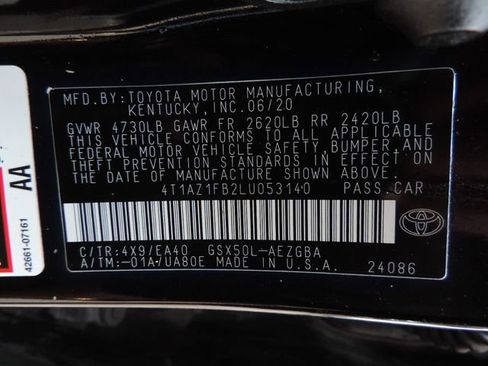 MFD.BY:TOYOTA MOTOR MANUFACTURING,
KENTUCKY, INC.06/20
GVWR 4730LB GAWR FR 2620LB RR 2420LB
THIS VEHICLE CONFORMS TO ALL APPLICABLE
FEDERAL MOTOR VEHICLE SAFETY, BUMPER, AND
THEFT PREVENTION STANDARDS IN EFFECT ON
THE DATE OF MANUFACTURE SHOWN ABOVE.
4T1AZ1FB2LU053140 PASS.CAR
C/TR:4X9/EA40 GSX50L-AEZGBA
A/TM:-01A/UA80E MADE IN U.S.A.
24086
TOYOTA
AA
42661-07161